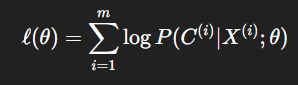 ℓ(θ) = ∑_{i=1}^{m} log P(C^{(i)}|X^{(i)}; θ)